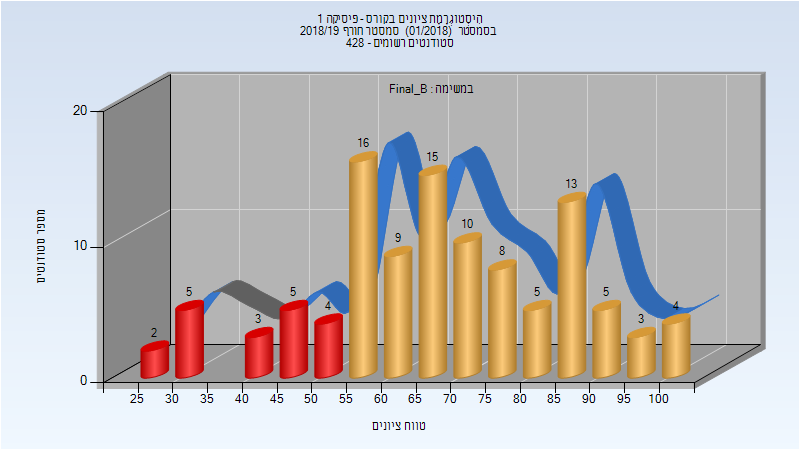 היסטוגרמת ציונים בקורס - פיסיקה 1
בסמסטר (01/2018) סמסטר חורף 2018/19
סטודנטים רשומים - 428
במשימה : Final_B
מספר סטודנטים
20
10
0
2
5
3
5
4
16
9
15
10
8
5
13
5
3
4
25 30 35 40 45 50 55 60 65 70 75 80 85 90 95 100
טווח ציונים